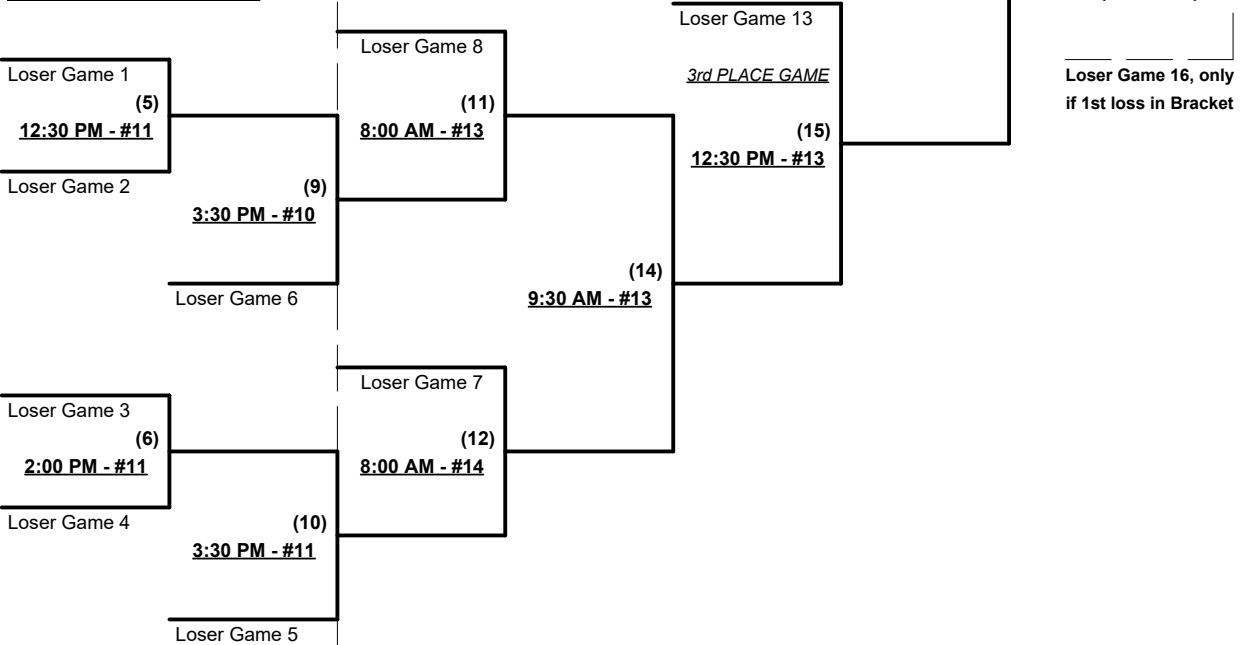 Loser Game 13
Loser Game 8
Loser Game 1
3rd PLACE GAME
Loser Game 16, only
if 1st loss in Bracket
(5)
12:30 PM - #11
(11)
8:00 AM - #13
(15)
12:30 PM - #13
Loser Game 2
(9)
3:30 PM - #10
(14)
9:30 AM - #13
Loser Game 6
Loser Game 7
Loser Game 3
(6)
2:00 PM - #11
(12)
8:00 AM - #14
Loser Game 4
(10)
3:30 PM - #11
Loser Game 5